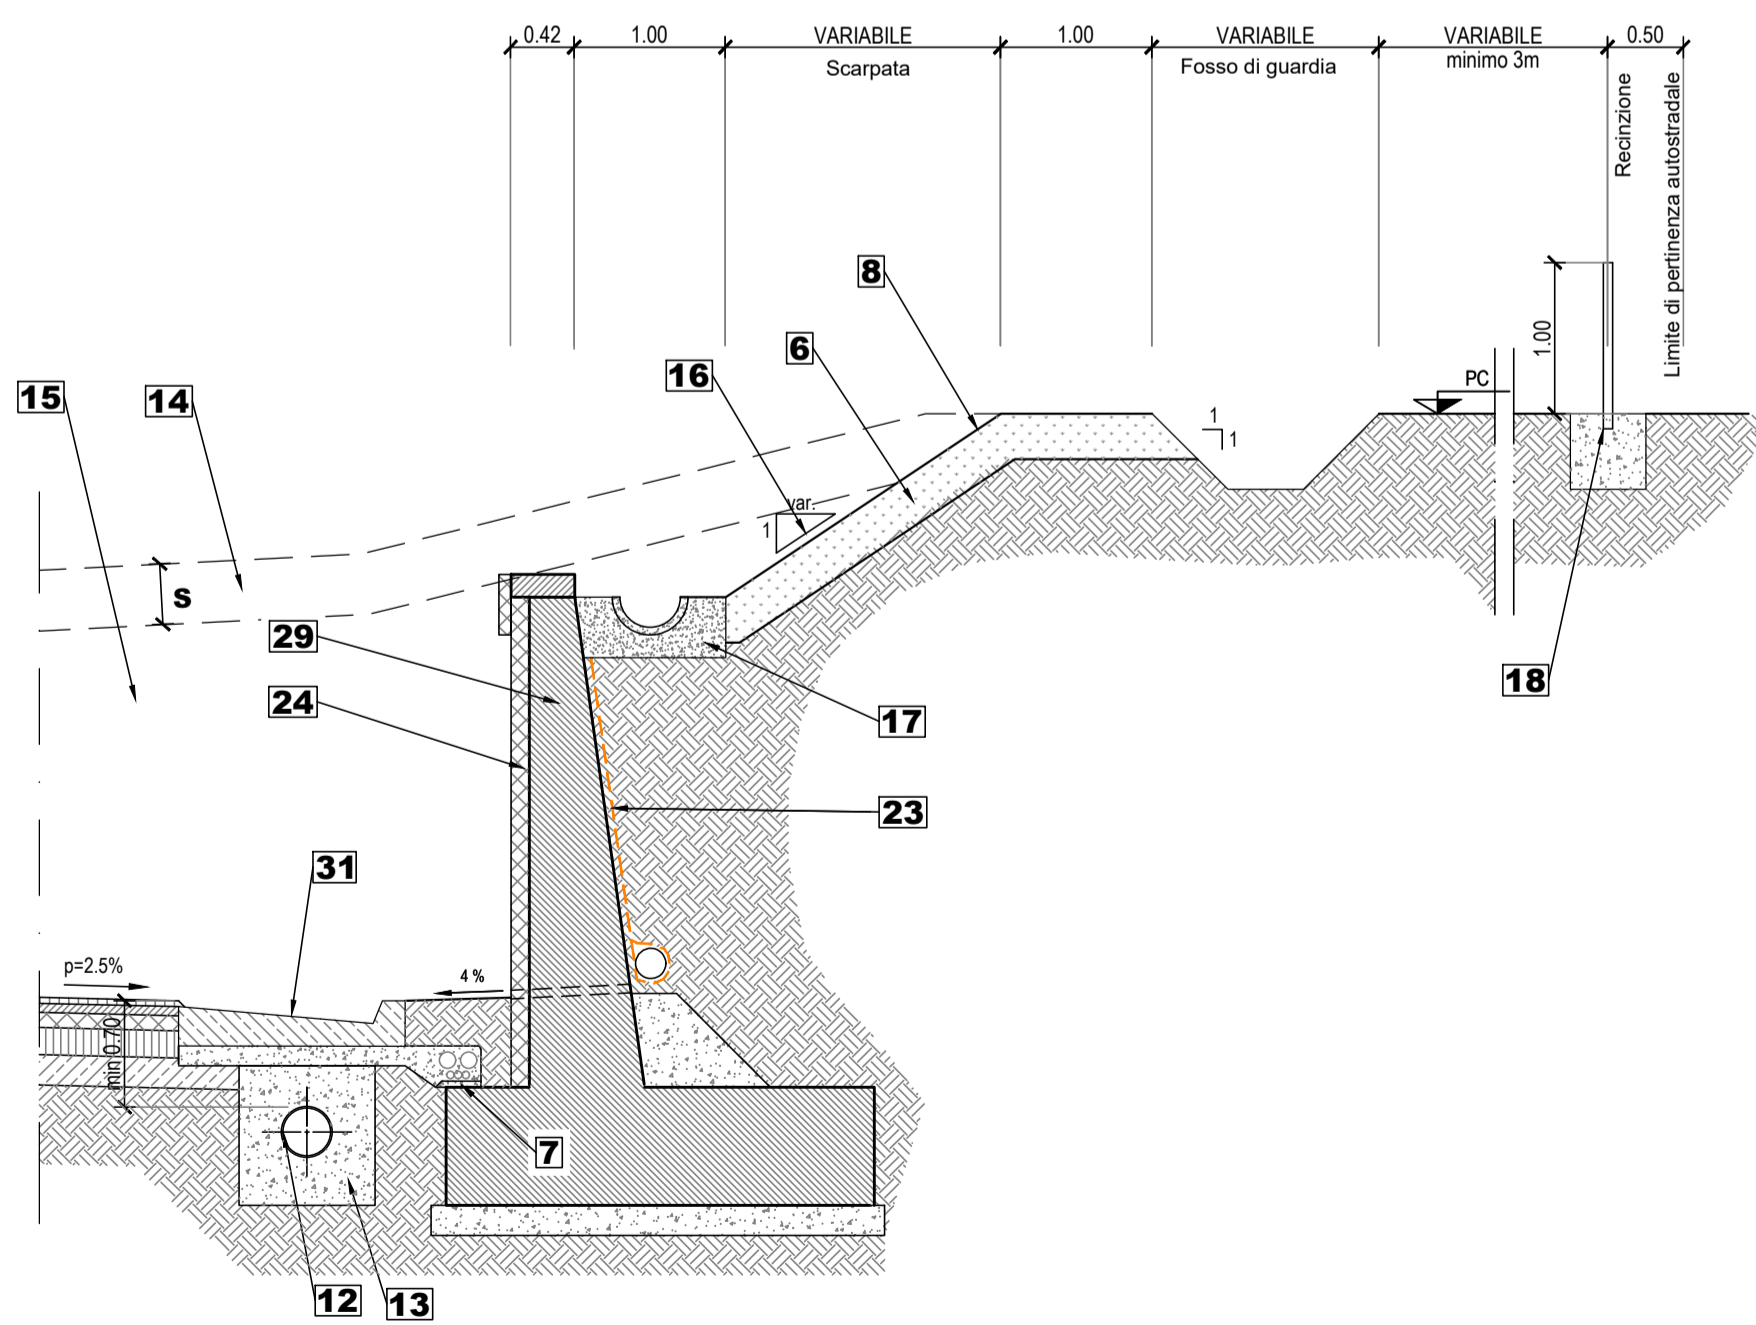 0.42
1.00
VARIABILE
Scarpata
1.00
VARIABILE
Fosso di guardia
VARIABILE
minimo 3m
0.50
Recinzione
Limite di pertinenza autostradale
8
6
16
15
14
1.00
PC
1
1
var.
1
S
29
24
17
18
23
31
p=2.5%
4 %
min 0.70
7
12
13